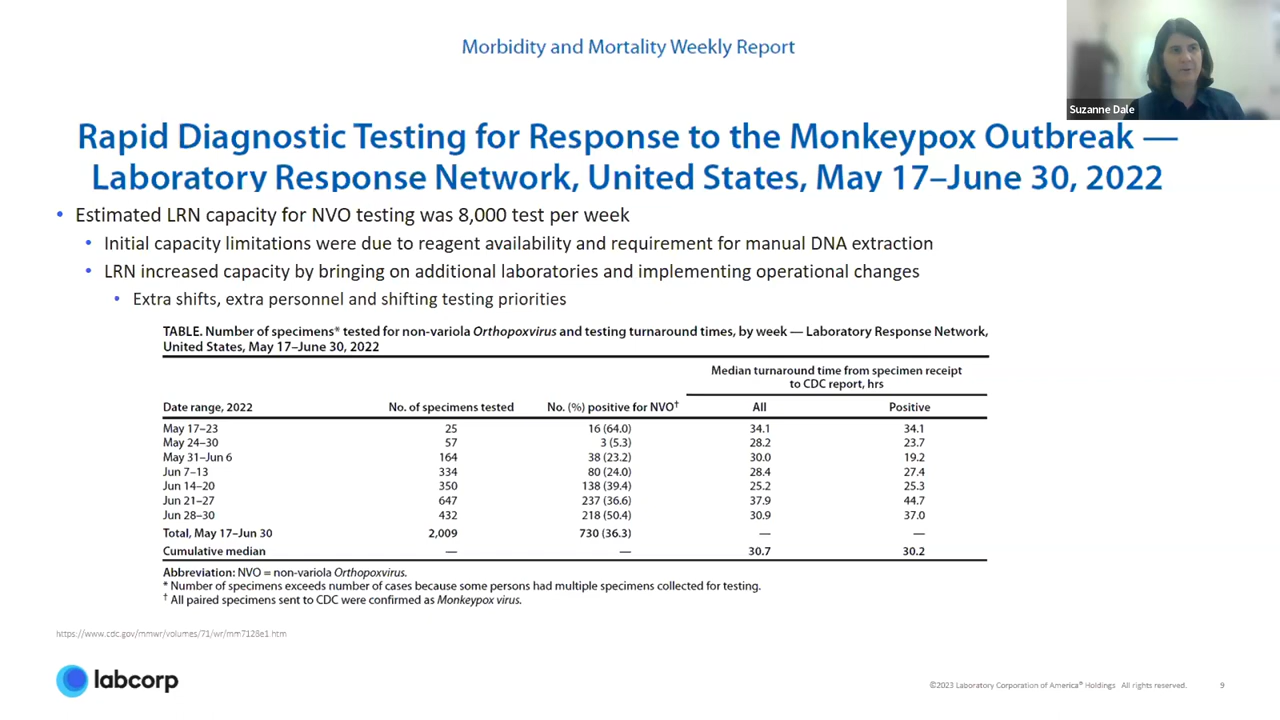 Morbidity and Mortality Weekly Report
Suzanne Dale
Rapid Diagnostic Testing for Response to the Monkeypox Outbreak —
Laboratory Response Network, United States, May 17–June 30, 2022
• Estimated LRN capacity for NVO testing was 8,000 test per week
• Initial capacity limitations were due to reagent availability and requirement for manual DNA extraction
• LRN increased capacity by bringing on additional laboratories and implementing operational changes
• Extra shifts, extra personnel and shifting testing priorities
TABLE. Number of specimens* tested for non-variola Orthopoxvirus and testing turnaround times, by week — Laboratory Response Network,
United States, May 17–June 30, 2022
Median turnaround time from specimen receipt
to CDC report, hrs
Date range, 2022 No. of specimens tested No. (%) positive for NVO† All Positive
May 17–23 25 16 (64.0) 34.1 34.1
May 24–30 57 3 (5.3) 28.2 23.7
May 31–Jun 6 164 38 (23.2) 30.0 19.2
Jun 7–13 334 80 (24.0) 28.4 27.4
Jun 14–20 350 138 (39.4) 25.2 25.3
Jun 21–27 647 237 (36.6) 37.9 44.7
Jun 28–30 432 218 (50.4) 30.9 37.0
Total, May 17–Jun 30 2,009 730 (36.3) — —
Cumulative median — — 30.7 30.2
Abbreviation: NVO = non-variola Orthopoxvirus.
* Number of specimens exceeds number of cases because some persons had multiple specimens collected for testing.
† All paired specimens sent to CDC were confirmed as Monkeypox virus.
https://www.cdc.gov/mmwr/volumes/71/wr/mm7128e1.htm
labcorp
©2023 Laboratory Corporation of America® Holdings All rights reserved. 9